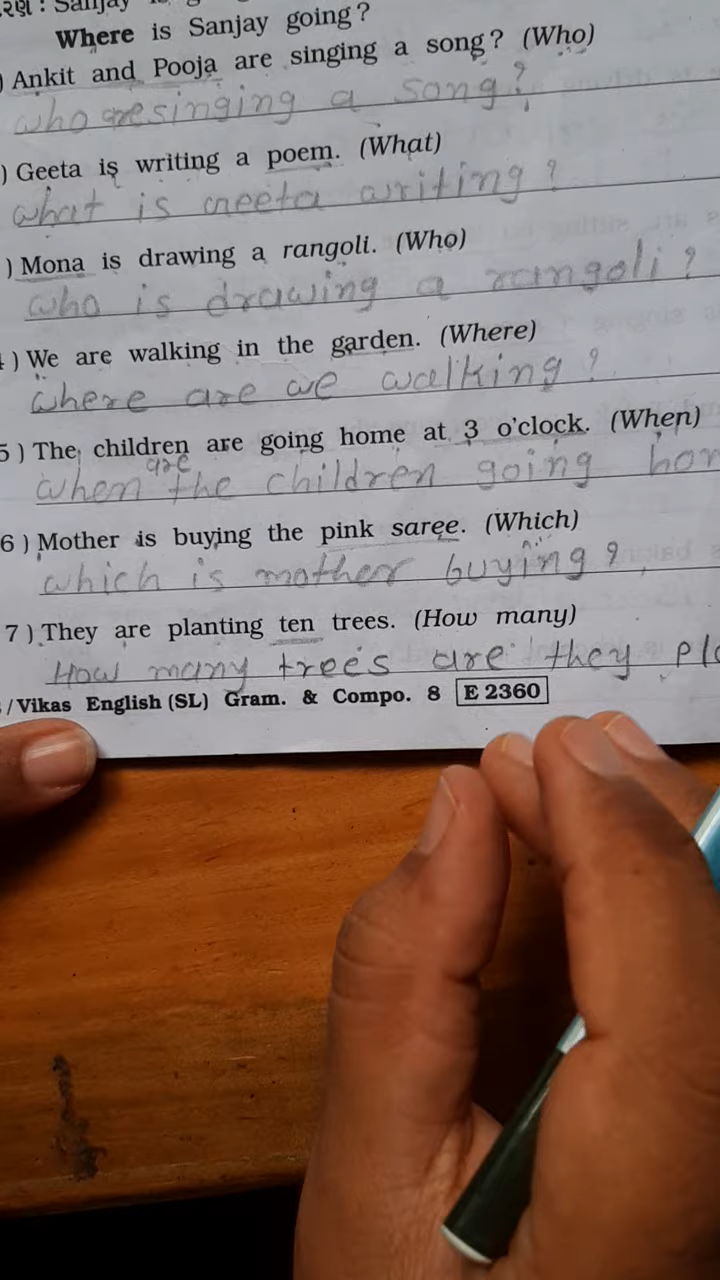 રણ :
Where is Sanjay going?
) Ankit and Pooja are singing a song? (Who)
who are singing a song?
) Geeta is writing a poem. (What)
what is Geeta writing?
) Mona is drawing a rangoli. (Who)
who is drawing a rangoli?
) We are walking in the garden. (Where)
where are we walking?
5) The children are going home at 3 o'clock. (When)
are
when the children going hom
6) Mother is buying the pink saree. (Which)
which is mother buying?
7) They are planting ten trees. (How many)
How many trees are they pla
/Vikas English (SL) Gram. & Compo. 8 E 2360